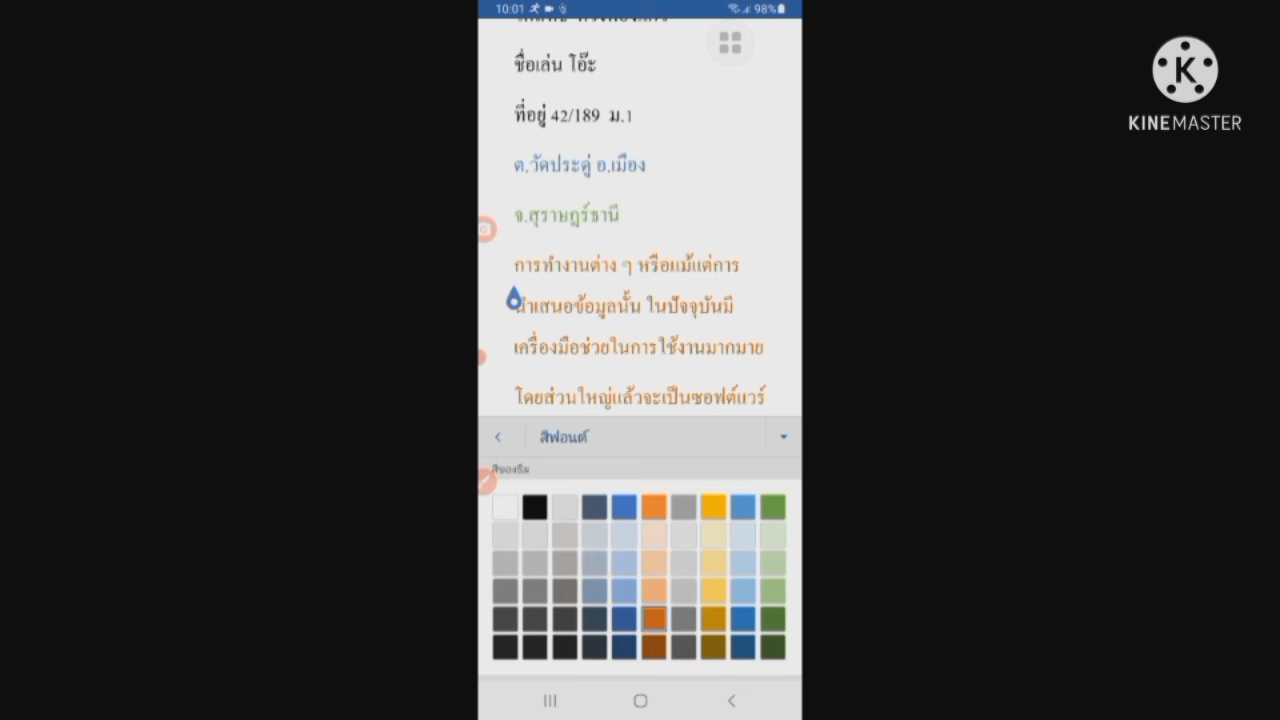 10:01
98%
ชื่อเล่น โอ๊ะ
ที่อยู่ 42/189 ม.1
ต.วัดประดู่ อ.เมือง
จ.สุราษฎร์ธานี
การทำงานต่าง ๆ หรือแม้แต่การ
นำเสนอข้อมูลนั้น ในปัจจุบันมี
เครื่องมือช่วยในการใช้งานมากมาย
โดยส่วนใหญ่แล้วจะเป็นซอฟต์แวร์
สีฟอนต์
สีของธีม
KINEMASTER